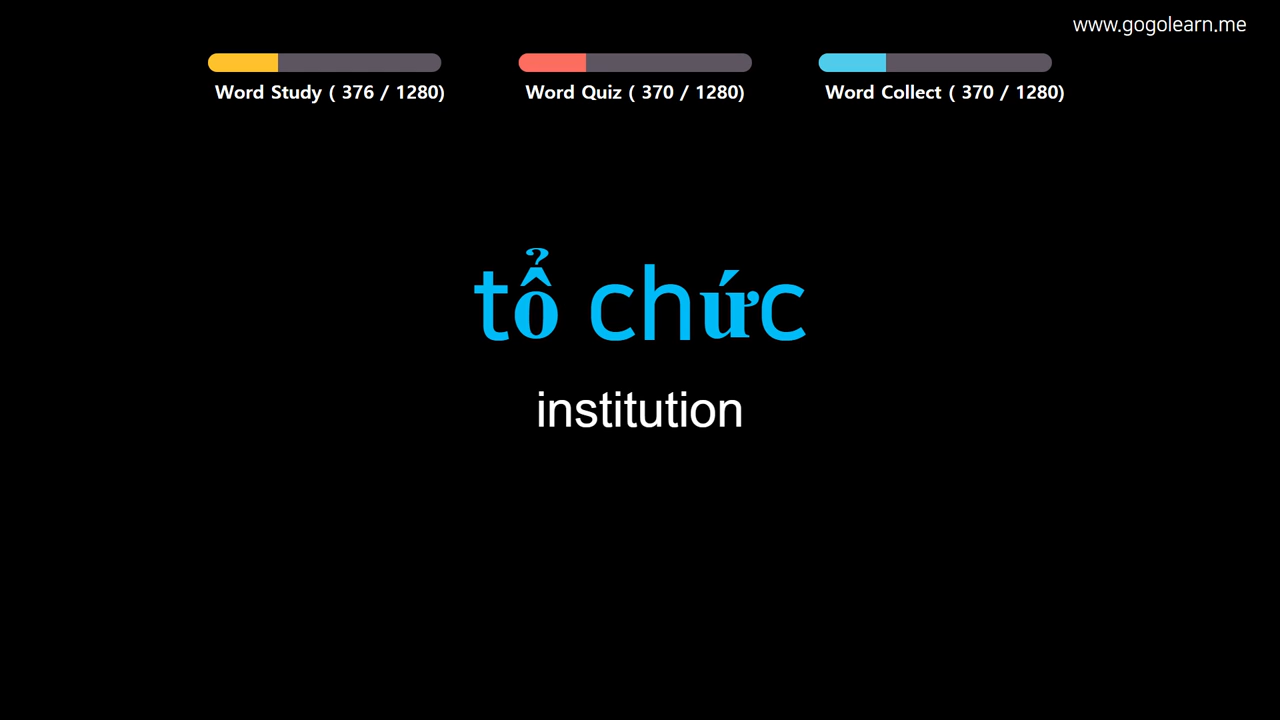 www.gogolearn.me
Word Study ( 376 / 1280)
Word Quiz ( 370 / 1280)
Word Collect ( 370 / 1280)
tổ chức
institution